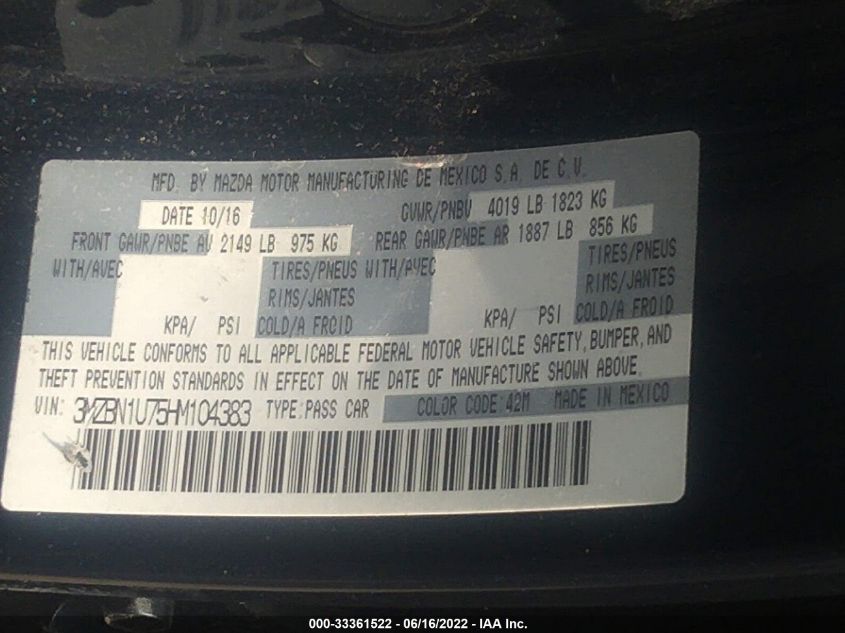 MFD. BY MAZDA MOTOR MANUFACTURING DE MEXICO S.A. DE C.V.
DATE 10/16 GVWR/PNBV 4019 LB 1823 KG
FRONT GAWR/PNBE AV 2149 LB 975 KG REAR GAWR/PNBE AR 1887 LB 856 KG
WITH/AVEC TIRES/PNEUS WITH/AVEC TIRES/PNEUS
RIMS/JANTES RIMS/JANTES
KPA/ PSI COLD/A FROID KPA/ PSI COLD/A FROID
THIS VEHICLE CONFORMS TO ALL APPLICABLE FEDERAL MOTOR VEHICLE SAFETY, BUMPER, AND
THEFT PREVENTION STANDARDS IN EFFECT ON THE DATE OF MANUFACTURE SHOWN ABOVE.
VIN: 3MZBN1U75HM104383 TYPE:PASS CAR COLOR CODE:42M MADE IN MEXICO
000-33361522 - 06/16/2022 - IAA Inc.